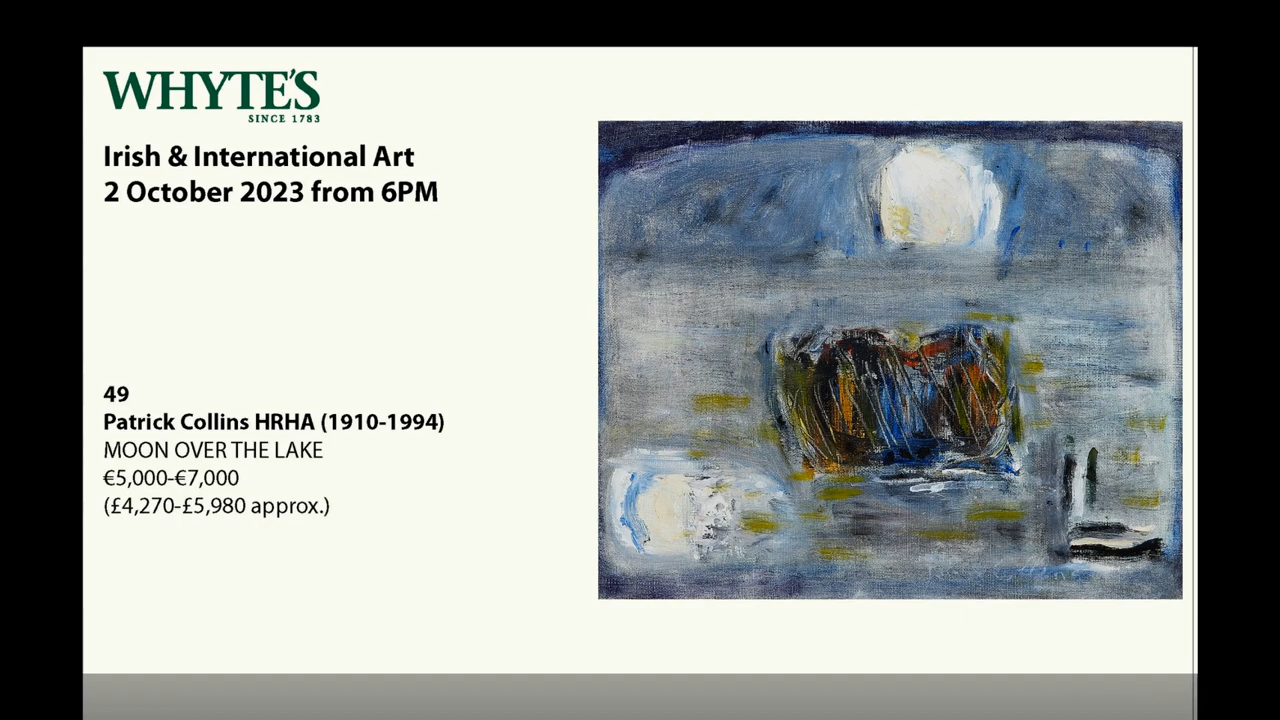 WHYTE'S
SINCE 1783
Irish & International Art
2 October 2023 from 6PM
49
Patrick Collins HRHA (1910-1994)
MOON OVER THE LAKE
€5,000-€7,000
(£4,270-£5,980 approx.)